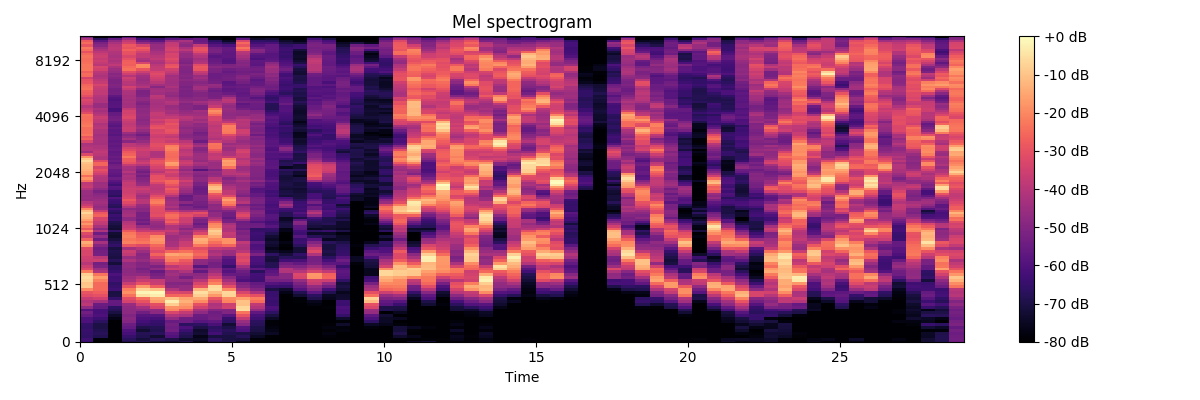 Mel spectrogram
8192
4096
2048
1024
512
0
Hz
0 5 10 15 20 25
Time
+0 dB
-10 dB
-20 dB
-30 dB
-40 dB
-50 dB
-60 dB
-70 dB
-80 dB